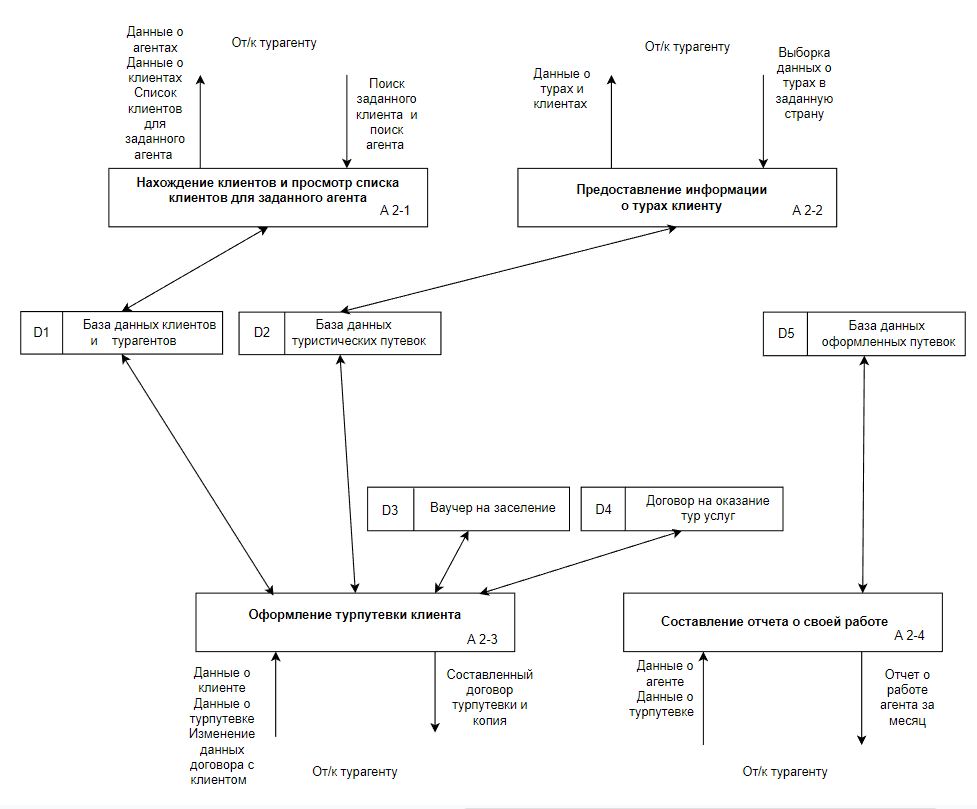 Данные о
агентах
Данные о
клиентах
Список
клиентов
для
заданного
агента
От/к турагенту
Поиск
заданного
клиента и
поиск
агента
От/к турагенту
Данные о
турах и
клиентах
Выборка
данных о
турах в
заданную
страну
Нахождение клиентов и просмотр списка
клиентов для заданного агента
А 2-1
Предоставление информации
о турах клиенту
А 2-2
D1
База данных клиентов
и турагентов
D2
База данных
туристических путевок
D5
База данных
оформленных путевок
D3
Ваучер на заселение
D4
Договор на оказание
тур услуг
Оформление турпутевки клиента
А 2-3
Составление отчета о своей работе
А 2-4
Данные о
клиенте
Данные о
турпутевке
Изменение
данных
договора с
клиентом
Составленный
договор
турпутевки и
копия
От/к турагенту
Данные о
агенте
Данные о
турпутевке
Отчет о
работе
агента за
месяц
От/к турагенту